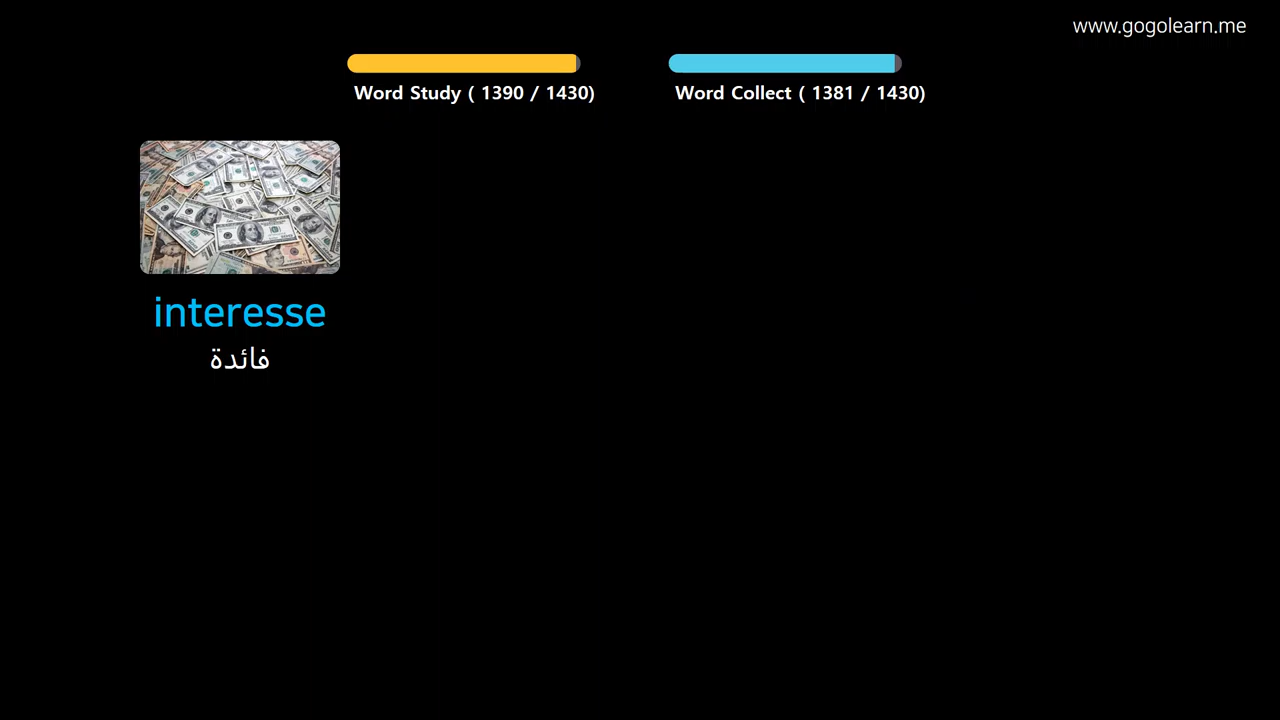 www.gogolearn.me
Word Study ( 1390 / 1430)
Word Collect ( 1381 / 1430)
interesse
فائدة